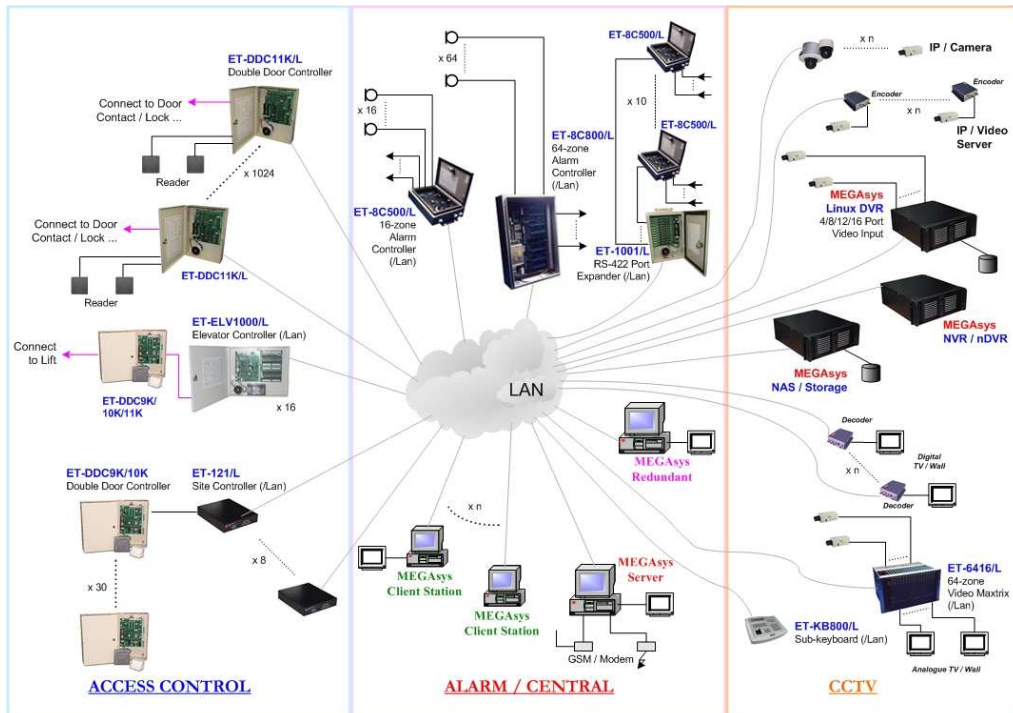 ET-DDC11K/L
Double Door Controller
Connect to Door
Contact / Lock ...
Reader
x 1024
Connect to Door
Contact / Lock ...
ET-DDC11K/L
Reader
ET-ELV1000/L
Elevator Controller (/Lan)
Connect
to Lift
ET-DDC9K/
10K/11K
x 16
ET-DDC9K/10K
Double Door Controller
ET-121/L
Site Controller (/Lan)
x 8
x 30
ACCESS CONTROL
x 64
x 16
ET-8C500/L
16-zone
Alarm
Controller
(/Lan)
ET-8C800/L
64-zone
Alarm
Controller
(/Lan)
ET-8C500/L
x 10
ET-8C500/L
ET-1001/L
RS-422 Port
Expander (/Lan)
LAN
MEGAsys
Redundant
x n
MEGAsys
Client Station
MEGAsys
Client Station
MEGAsys
Server
GSM / Modem
ALARM / CENTRAL
x n
IP / Camera
Encoder
Encoder
x n
IP / Video
Server
MEGAsys
Linux DVR
4/8/12/16 Port
Video Input
MEGAsys
NVR / nDVR
MEGAsys
NAS / Storage
Decoder
x n
Digital
TV / Wall
Decoder
ET-6416/L
64-zone
Video Maxtrix
(/Lan)
ET-KB800/L
Sub-keyboard (/Lan)
Analogue TV / Wall
CCTV